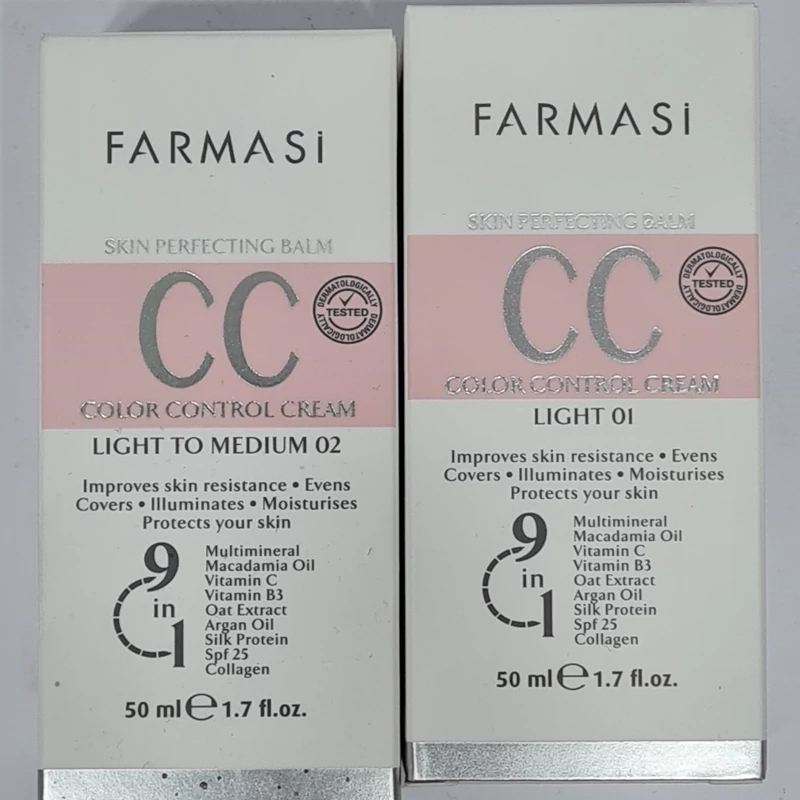 FARMASi
SKIN PERFECTING BALM
CC
DERMATOLOGICALLY
TESTED
DERMATOLOGICALLY
COLOR CONTROL CREAM
LIGHT TO MEDIUM 02
Improves skin resistance • Evens
Covers • Illuminates • Moisturises
Protects your skin
9 in 1
Multimineral
Macadamia Oil
Vitamin C
Vitamin B3
Oat Extract
Argan Oil
Silk Protein
Spf 25
Collagen
50 ml ℮ 1.7 fl.oz.
FARMASi
SKIN PERFECTING BALM
CC
DERMATOLOGICALLY
TESTED
DERMATOLOGICALLY
COLOR CONTROL CREAM
LIGHT 01
Improves skin resistance • Evens
Covers • Illuminates • Moisturises
Protects your skin
9 in 1
Multimineral
Macadamia Oil
Vitamin C
Vitamin B3
Oat Extract
Argan Oil
Silk Protein
Spf 25
Collagen
50 ml ℮ 1.7 fl.oz.